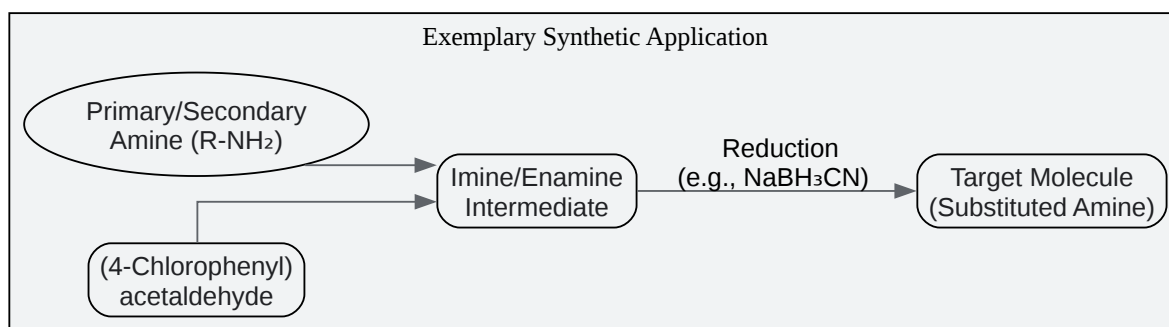 Exemplary Synthetic Application
Primary/Secondary
Amine (R-NH₂)
Imine/Enamine
Intermediate
Reduction
(e.g., NaBH₃CN)
Target Molecule
(Substituted Amine)
(4-Chlorophenyl)
acetaldehyde